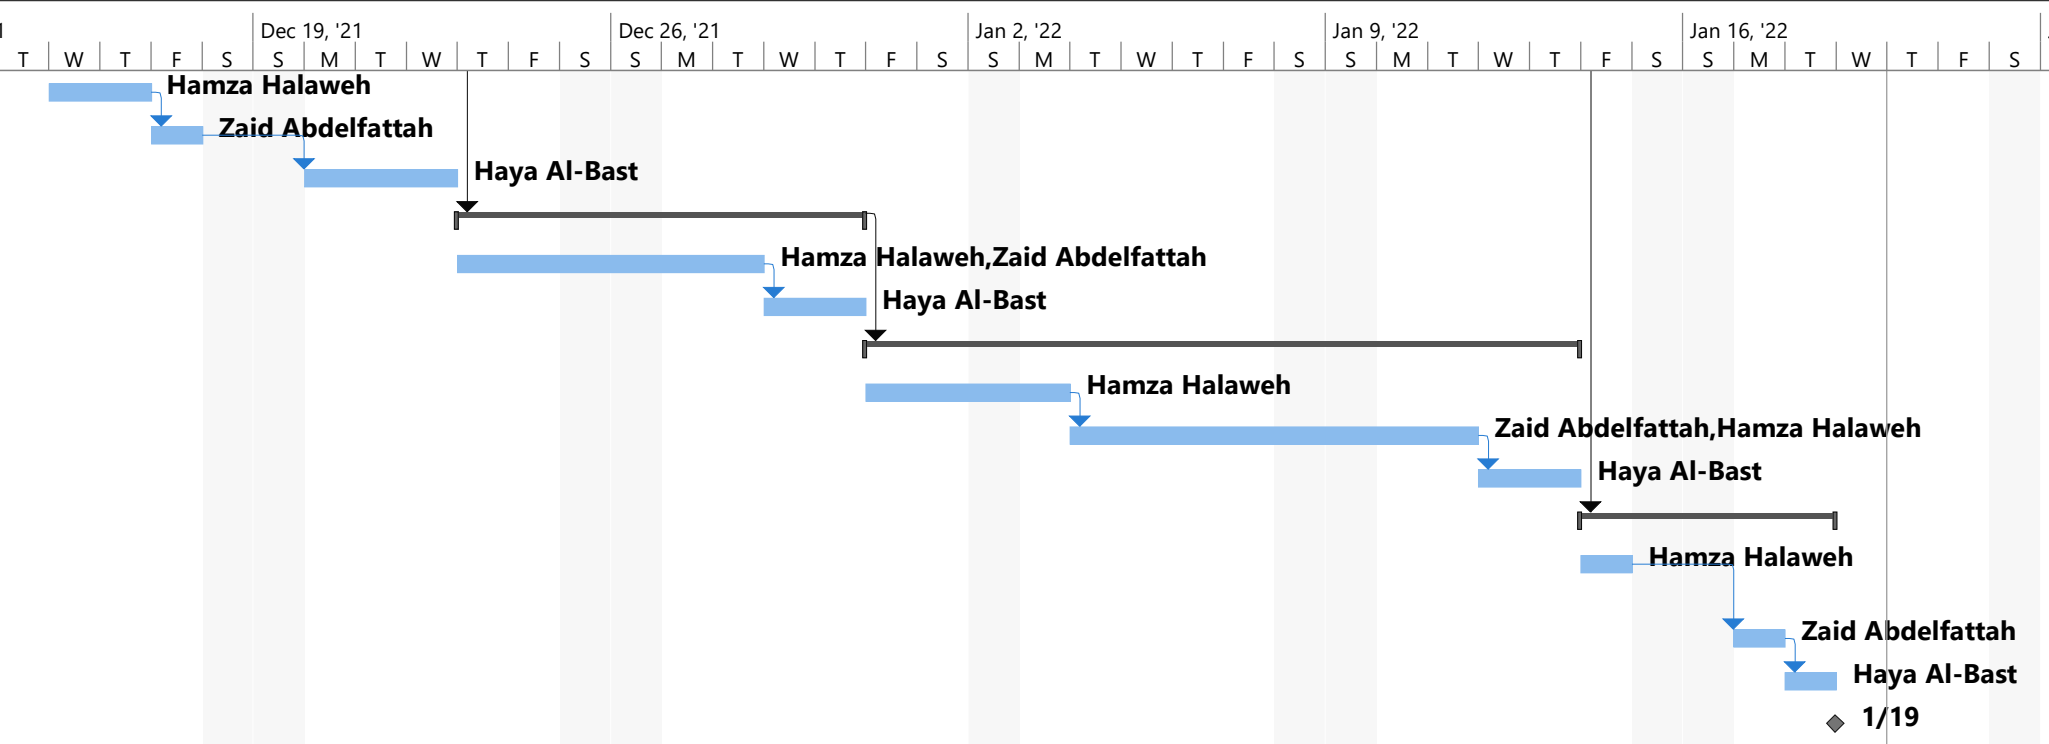 Dec 19, '21 Dec 26, '21 Jan 2, '22 Jan 9, '22 Jan 16, '22
T W T F S S M T W T F S S M T W T F S S M T W T F S S M T W T F S S M T W T F S
Hamza Halaweh
Zaid Abdelfattah
Haya Al-Bast
Hamza Halaweh,Zaid Abdelfattah
Haya Al-Bast
Hamza Halaweh
Zaid Abdelfattah,Hamza Halaweh
Haya Al-Bast
Hamza Halaweh
Zaid Abdelfattah
Haya Al-Bast
1/19